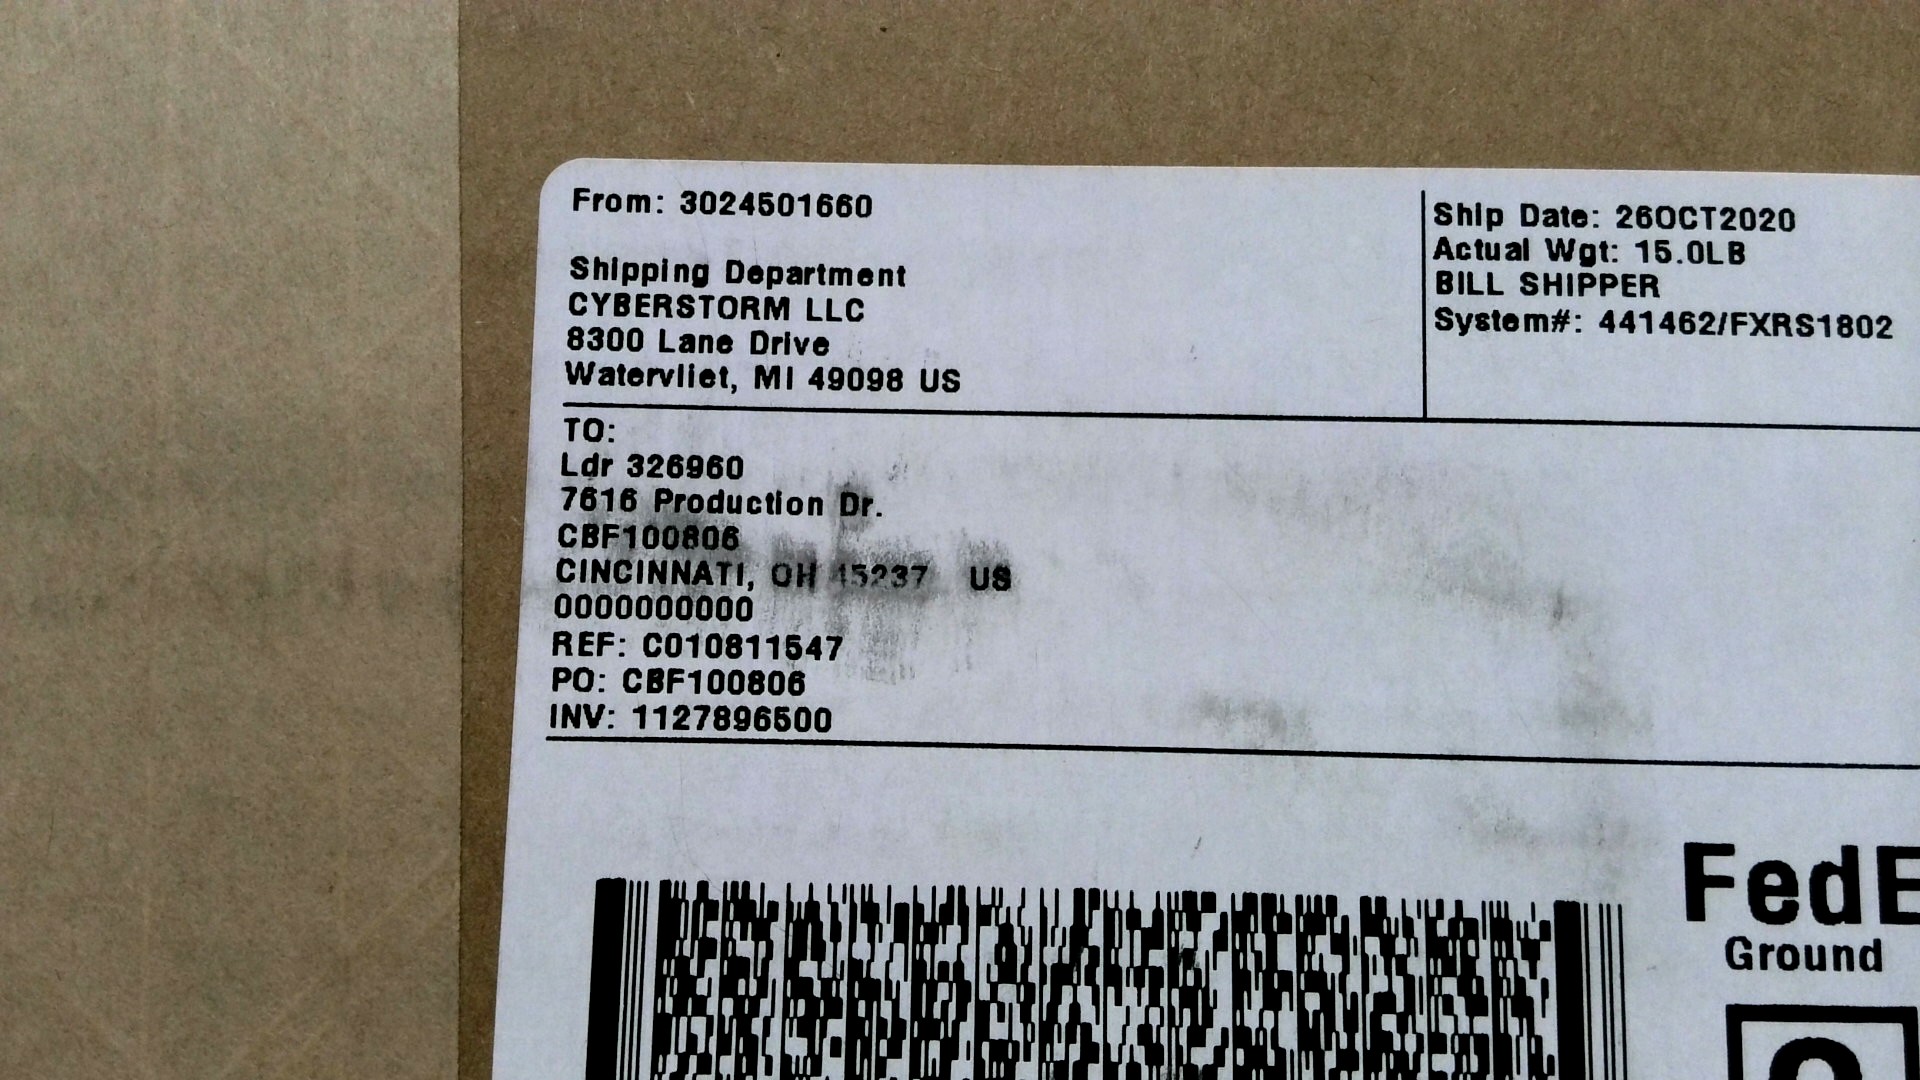 From: 3024501660
Shipping Department
CYBERSTORM LLC
8300 Lane Drive
Watervliet, MI 49098 US
Ship Date: 26OCT2020
Actual Wgt: 15.0LB
BILL SHIPPER
System#: 441462/FXRS1802
TO:
Ldr 326960
7616 Production Dr.
CBF100806
CINCINNATI, OH 45237 US
0000000000
REF: C010811547
PO: CBF100806
INV: 1127896500
FedE
Ground